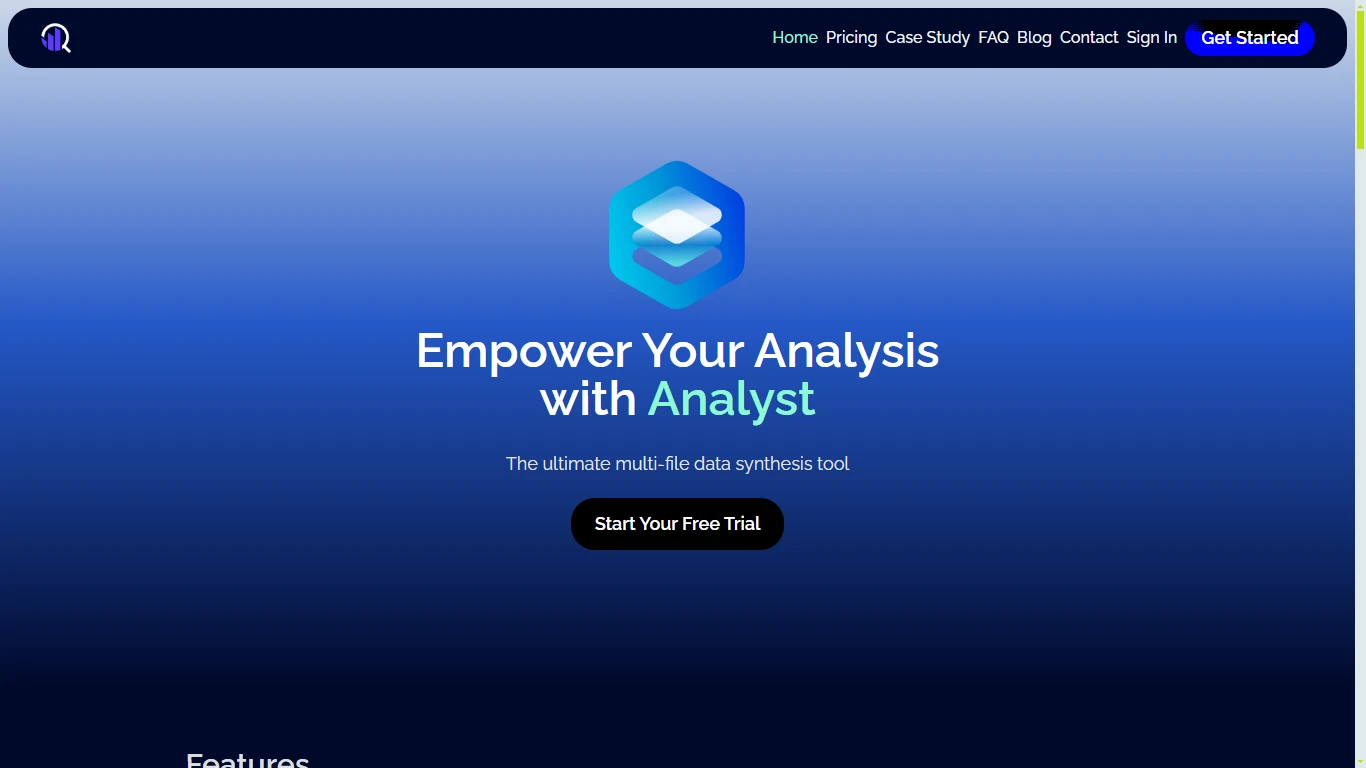 Home Pricing Case Study FAQ Blog Contact Sign In Get Started
Empower Your Analysis
with Analyst
The ultimate multi-file data synthesis tool
Start Your Free Trial
Features